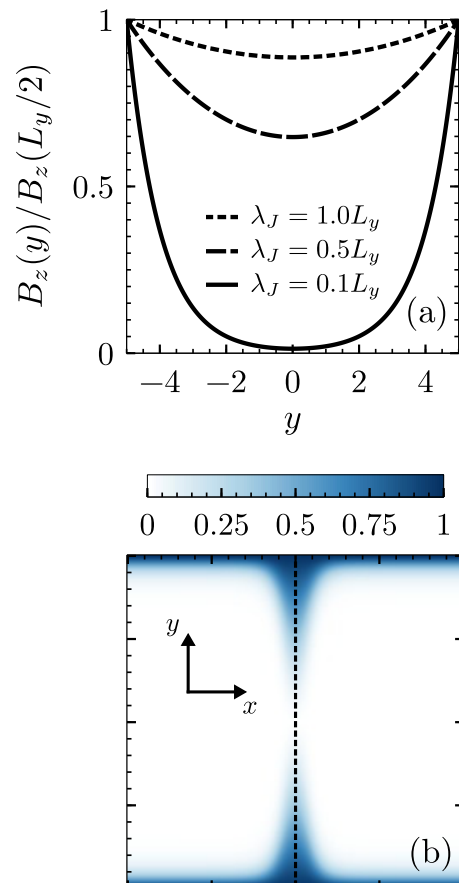 1
0.5
0
B_z(y)/B_z(L_y/2)
λ_J = 1.0L_y
λ_J = 0.5L_y
λ_J = 0.1L_y
(a)
−4 −2 0 2 4
y
0 0.25 0.5 0.75 1
y
x
(b)